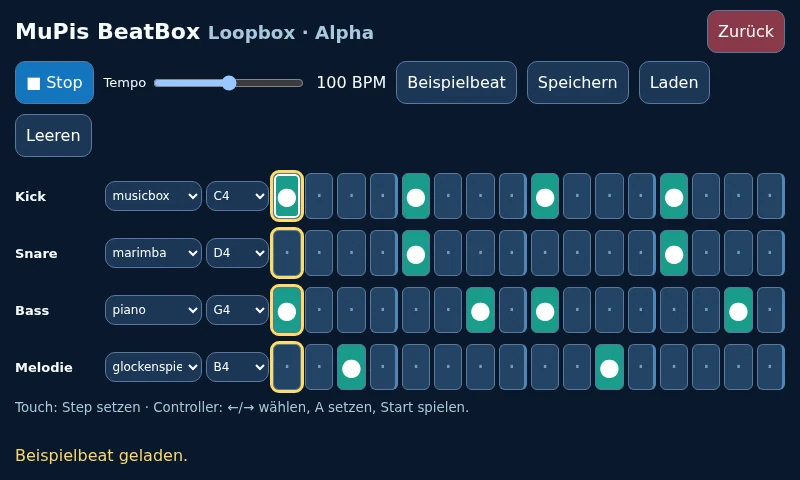 MuPis BeatBox Loopbox · Alpha
Zurück
■ Stop Tempo 100 BPM Beispielbeat Speichern Laden
Leeren
Kick musicbox C4
Snare marimba D4
Bass piano G4
Melodie glockenspie B4
Touch: Step setzen · Controller: ←/→ wählen, A setzen, Start spielen.
Beispielbeat geladen.